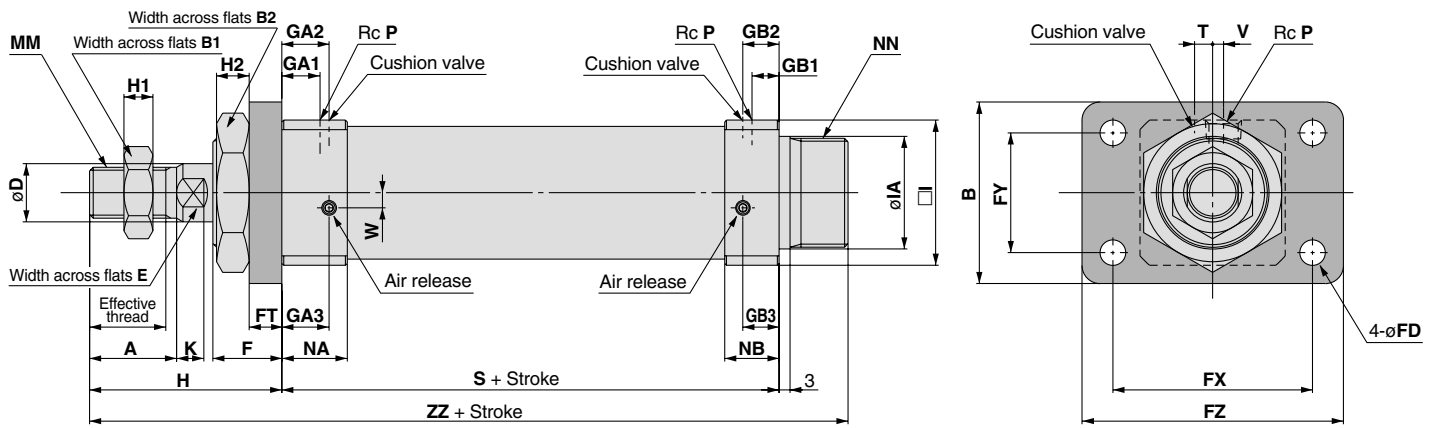 Width across flats B2
MM
Width across flats B1
H1
H2
GA2
GA1
Rc P
Cushion valve
Rc P
Cushion valve
GB2
GB1
NN
Cushion valve
T
V
Rc P
øD
W
øIA
□I
B
FY
Width across flats E
Air release
Air release
Effective
thread
FT
GA3
GB3
4-øFD
A
K
F
NA
NB
H
S + Stroke
3
FX
ZZ + Stroke
FZ